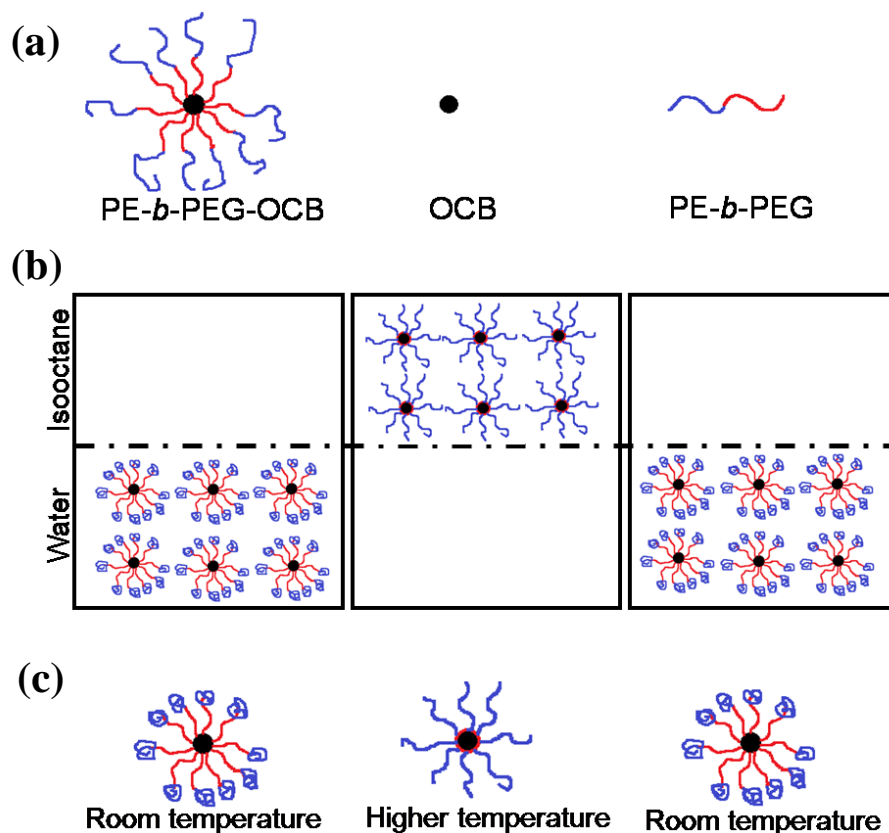 (a)
PE-b-PEG-OCB OCB PE-b-PEG
(b)
Isooctane
Water
(c)
Room temperature Higher temperature Room temperature